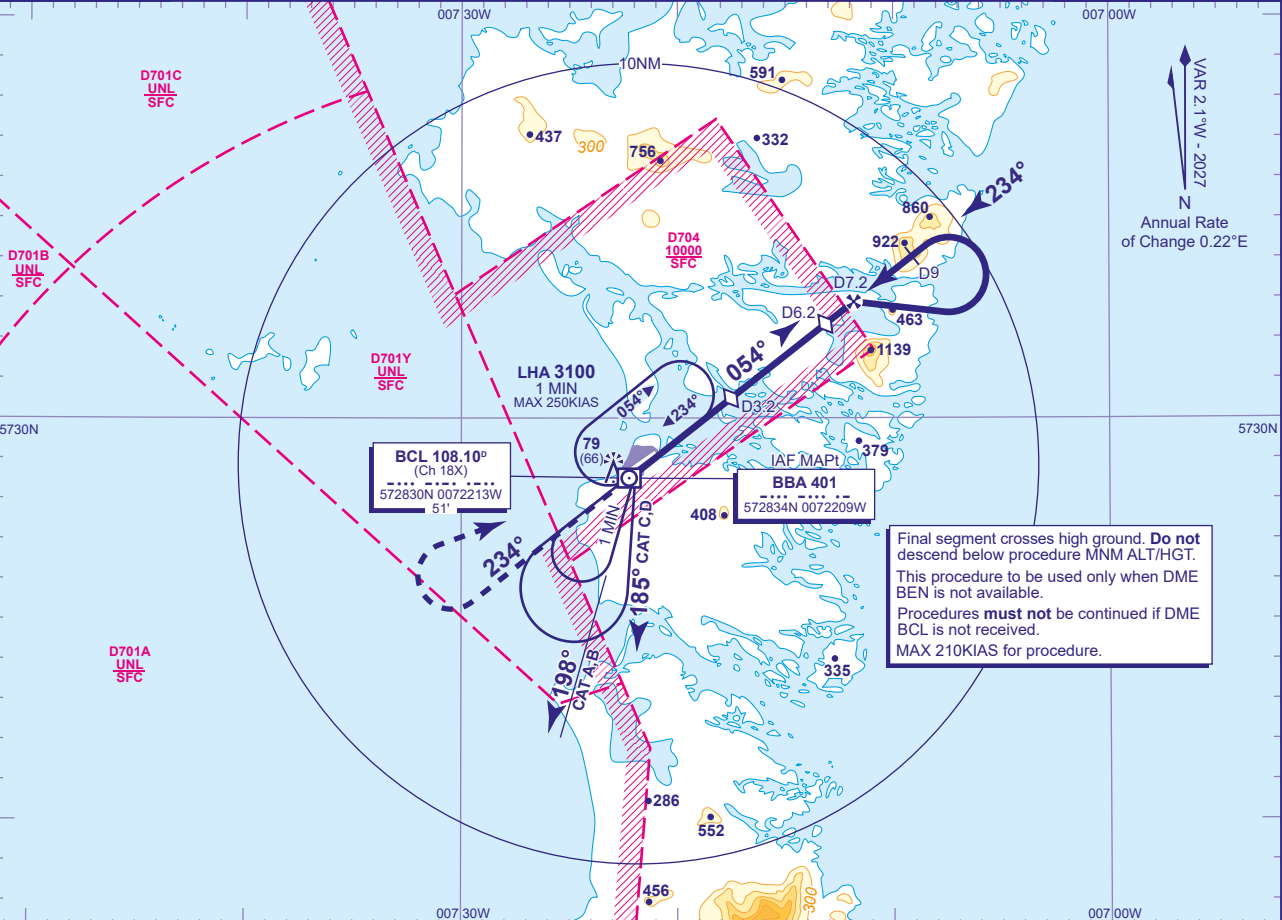 007 30W
007 00W
D701C
UNL
SFC
10NM
591
VAR 2.1°W - 2027
N
Annual Rate
of Change 0.22°E
437
300
756
332
234°
860
922
D9
D701B
UNL
SFC
D704
10000
SFC
D7.2
D6.2
463
1139
D701Y
UNL
SFC
LHA 3100
1 MIN
MAX 250KIAS
054°
234°
054°
D3.2
5730N
5730N
79
(66)
379
BCL 108.10ᴰ
(Ch 18X)
572830N 0072213W
51'
IAF MAPt
BBA 401
572834N 0072209W
408
1 MIN
185° CAT C,D
234°
Final segment crosses high ground. Do not
descend below procedure MNM ALT/HGT.
This procedure to be used only when DME
BEN is not available.
Procedures must not be continued if DME
BCL is not received.
MAX 210KIAS for procedure.
D701A
UNL
SFC
198°
CAT A,B
335
286
552
456
300
007 30W
007 00W